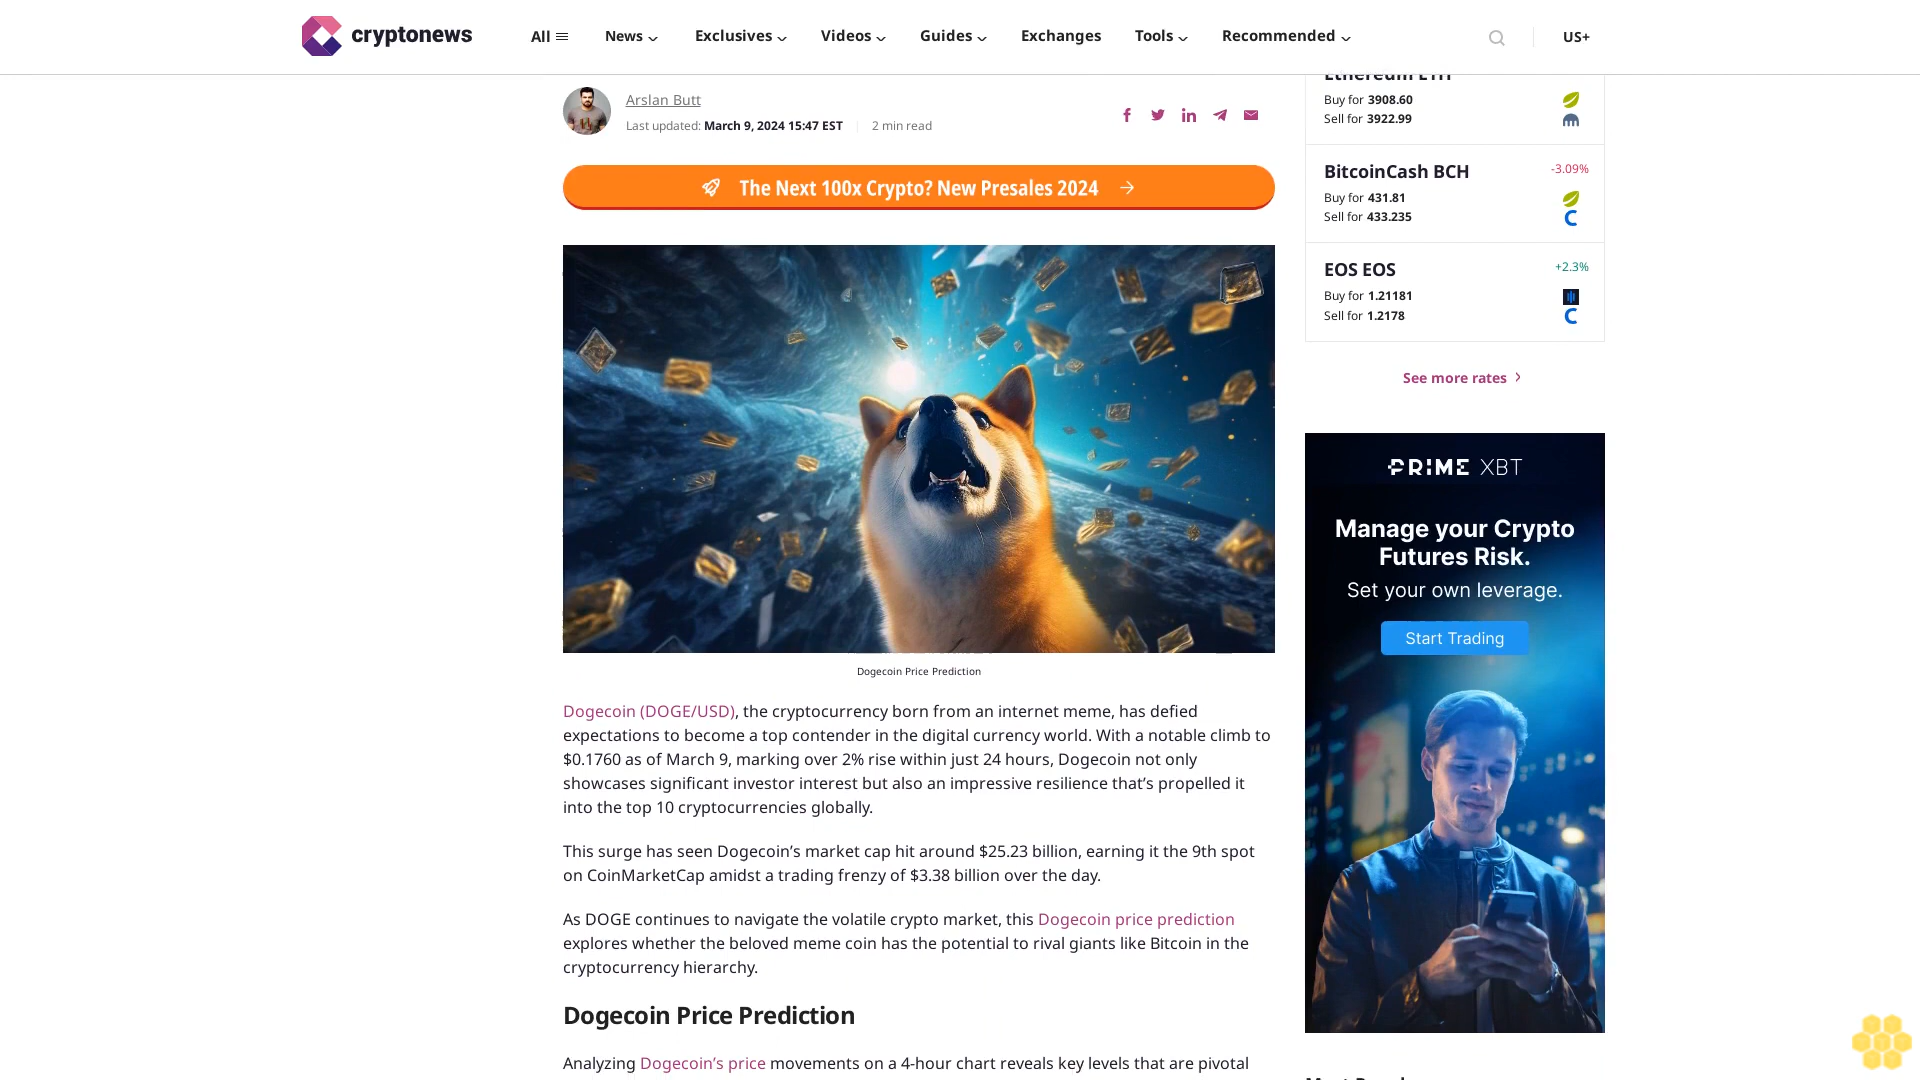 cryptonews
All
News
Exclusives
Videos
Guides
Exchanges
Tools
Recommended
US+
Arslan Butt
Last updated: March 9, 2024 15:47 EST
2 min read
The Next 100x Crypto? New Presales 2024
Dogecoin Price Prediction
Dogecoin (DOGE/USD), the cryptocurrency born from an internet meme, has defied
expectations to become a top contender in the digital currency world. With a notable climb to
$0.1760 as of March 9, marking over 2% rise within just 24 hours, Dogecoin not only
showcases significant investor interest but also an impressive resilience that’s propelled it
into the top 10 cryptocurrencies globally.
This surge has seen Dogecoin’s market cap hit around $25.23 billion, earning it the 9th spot
on CoinMarketCap amidst a trading frenzy of $3.38 billion over the day.
As DOGE continues to navigate the volatile crypto market, this Dogecoin price prediction
explores whether the beloved meme coin has the potential to rival giants like Bitcoin in the
cryptocurrency hierarchy.
Dogecoin Price Prediction
Analyzing Dogecoin’s price movements on a 4-hour chart reveals key levels that are pivotal
Ethereum ETH
Buy for 3908.60
Sell for 3922.99
BitcoinCash BCH
-3.09%
Buy for 431.81
Sell for 433.235
EOS EOS
+2.3%
Buy for 1.21181
Sell for 1.2178
See more rates
PRIME XBT
Manage your Crypto
Futures Risk.
Set your own leverage.
Start Trading